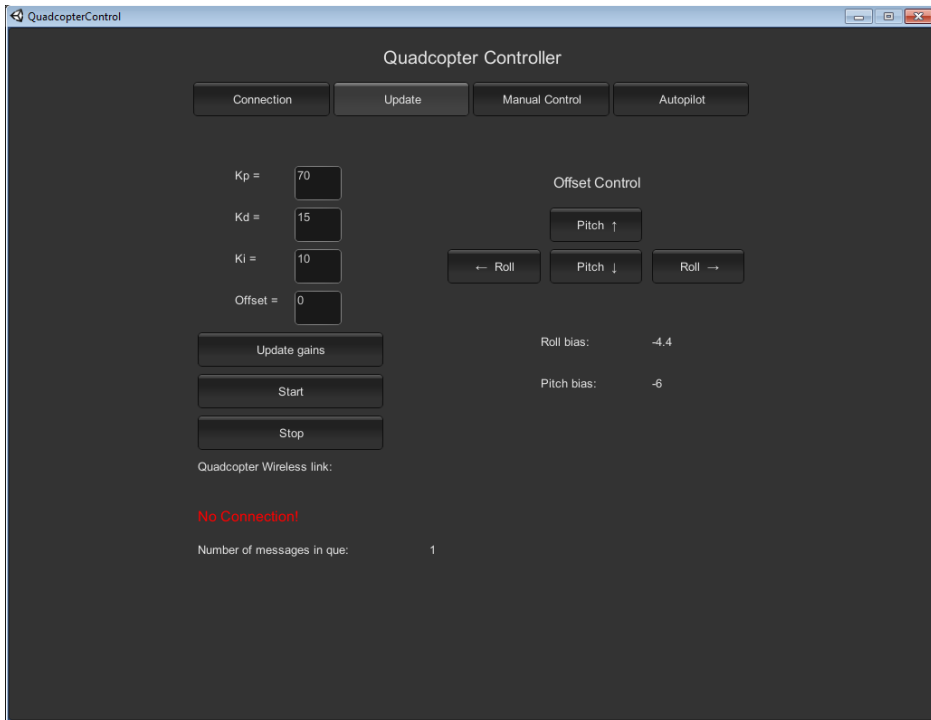 QuadcopterControl
Quadcopter Controller
Connection Update Manual Control Autopilot
Kp = 70
Kd = 15
Ki = 10
Offset = 0
Update gains
Start
Stop
Quadcopter Wireless link:
No Connection!
Number of messages in que: 1
Offset Control
Pitch ↑
← Roll Pitch ↓ Roll →
Roll bias: -4.4
Pitch bias: -6